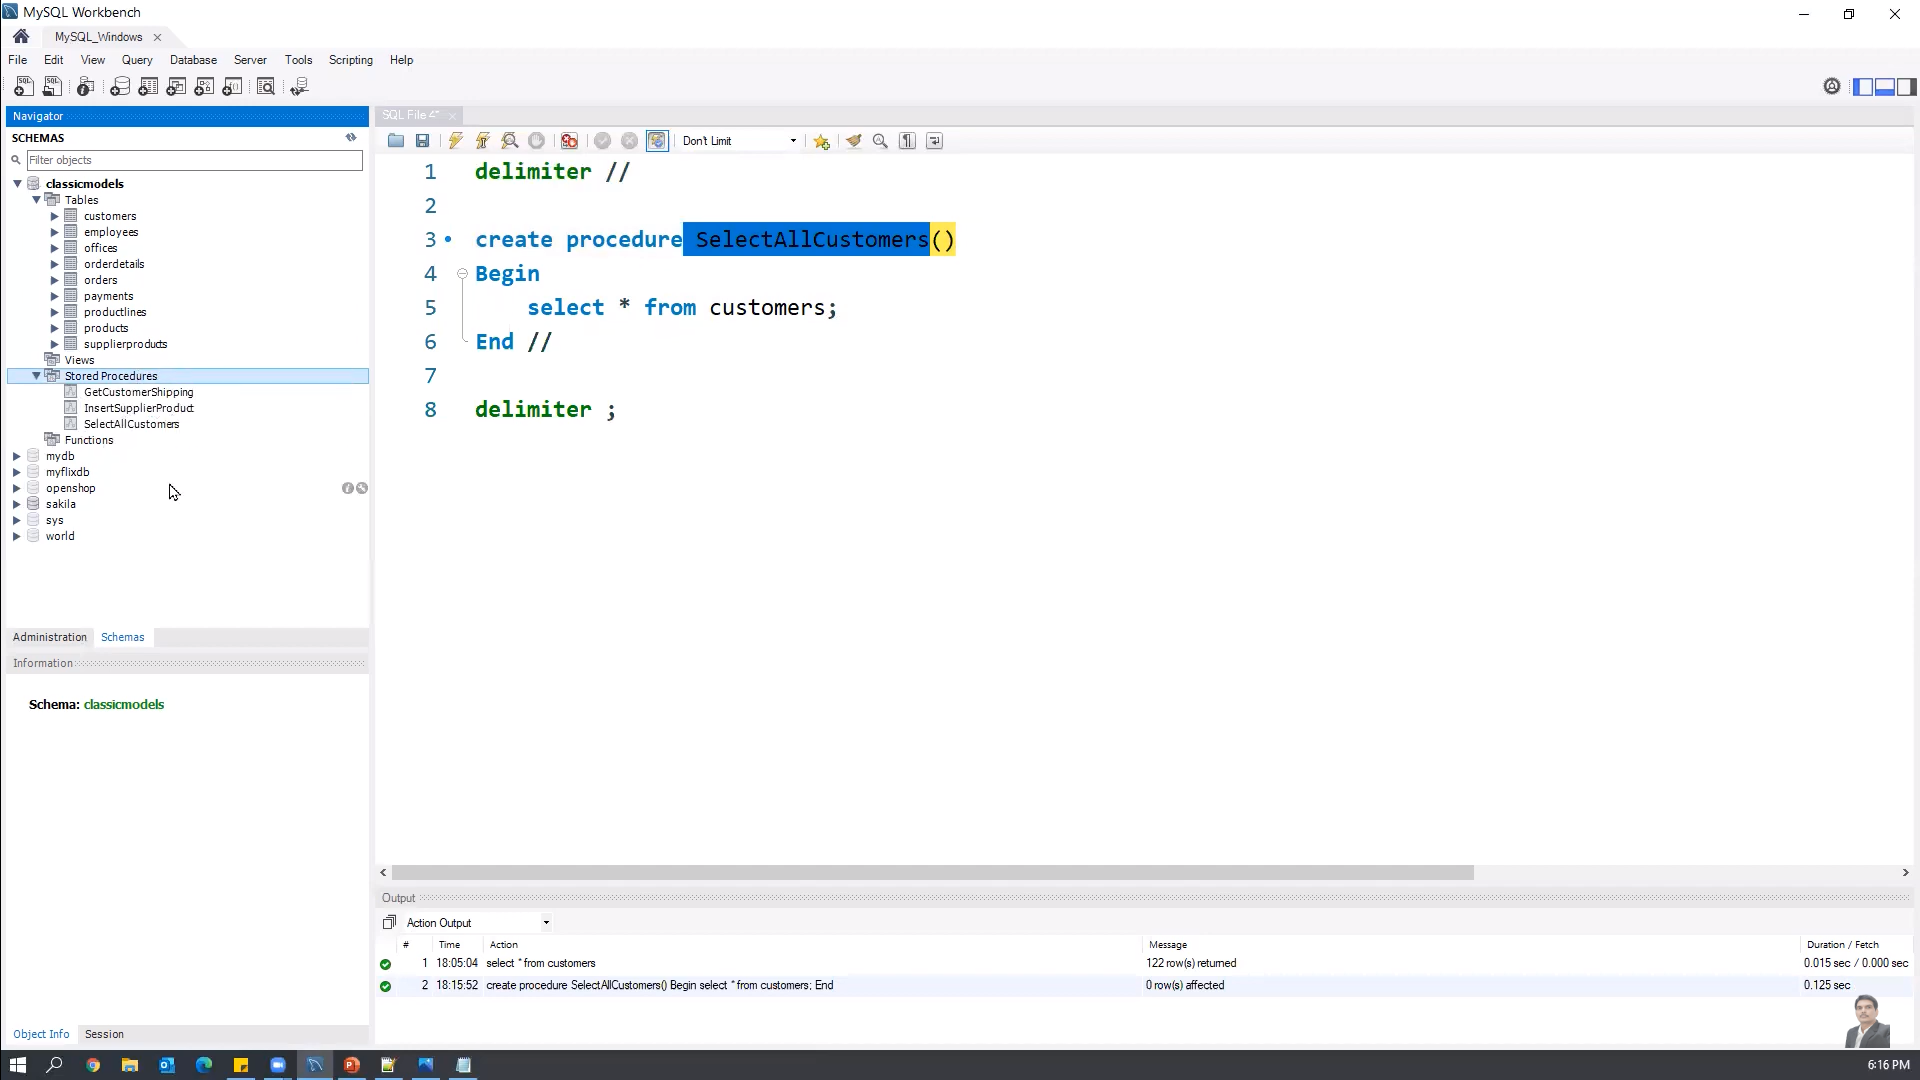 MySQL Workbench
MySQL_Windows
File Edit View Query Database Server Tools Scripting Help
Navigator
SCHEMAS
Filter objects
classicmodels
Tables
customers
employees
offices
orderdetails
orders
payments
productlines
products
supplierproducts
Views
Stored Procedures
GetCustomerShipping
InsertSupplierProduct
SelectAllCustomers
Functions
mydb
myflixdb
openshop
sakila
sys
world
Administration Schemas
Information
Schema: classicmodels
Object Info Session
SQL File 4*
Don't Limit
1 delimiter //
2
3 create procedure SelectAllCustomers()
4 Begin
5 select * from customers;
6 End //
7
8 delimiter ;
Output
Action Output
# Time Action Message Duration / Fetch
1 18:05:04 select * from customers 122 row(s) returned 0.015 sec / 0.000 sec
2 18:15:52 create procedure SelectAllCustomers() Begin select * from customers; End 0 row(s) affected 0.125 sec
6:16 PM